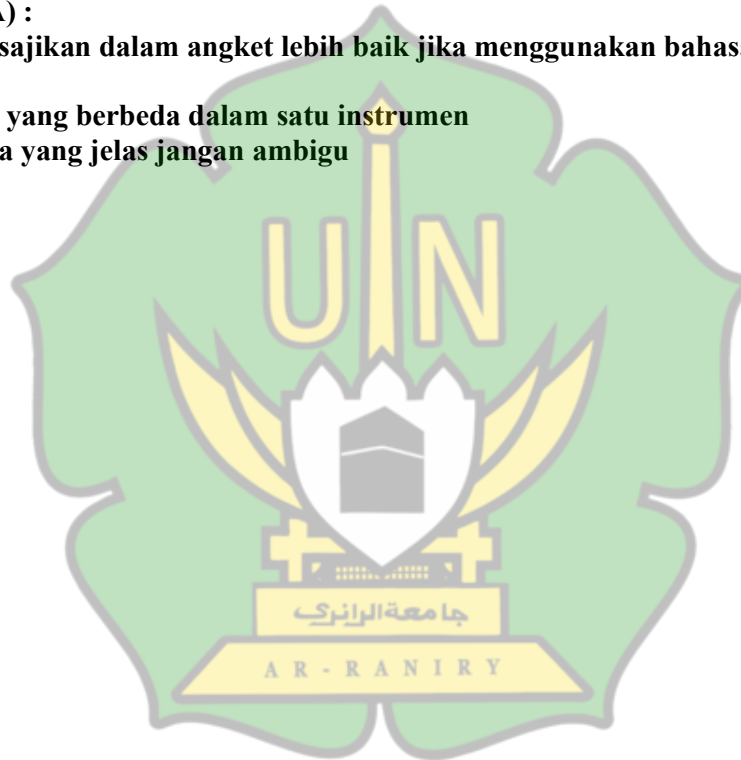 A) :
sajikan dalam angket lebih baik jika menggunakan bahas
yang berbeda dalam satu instrumen
a yang jelas jangan ambigu
UIN
جامعة الرانري
AR-RANIRY